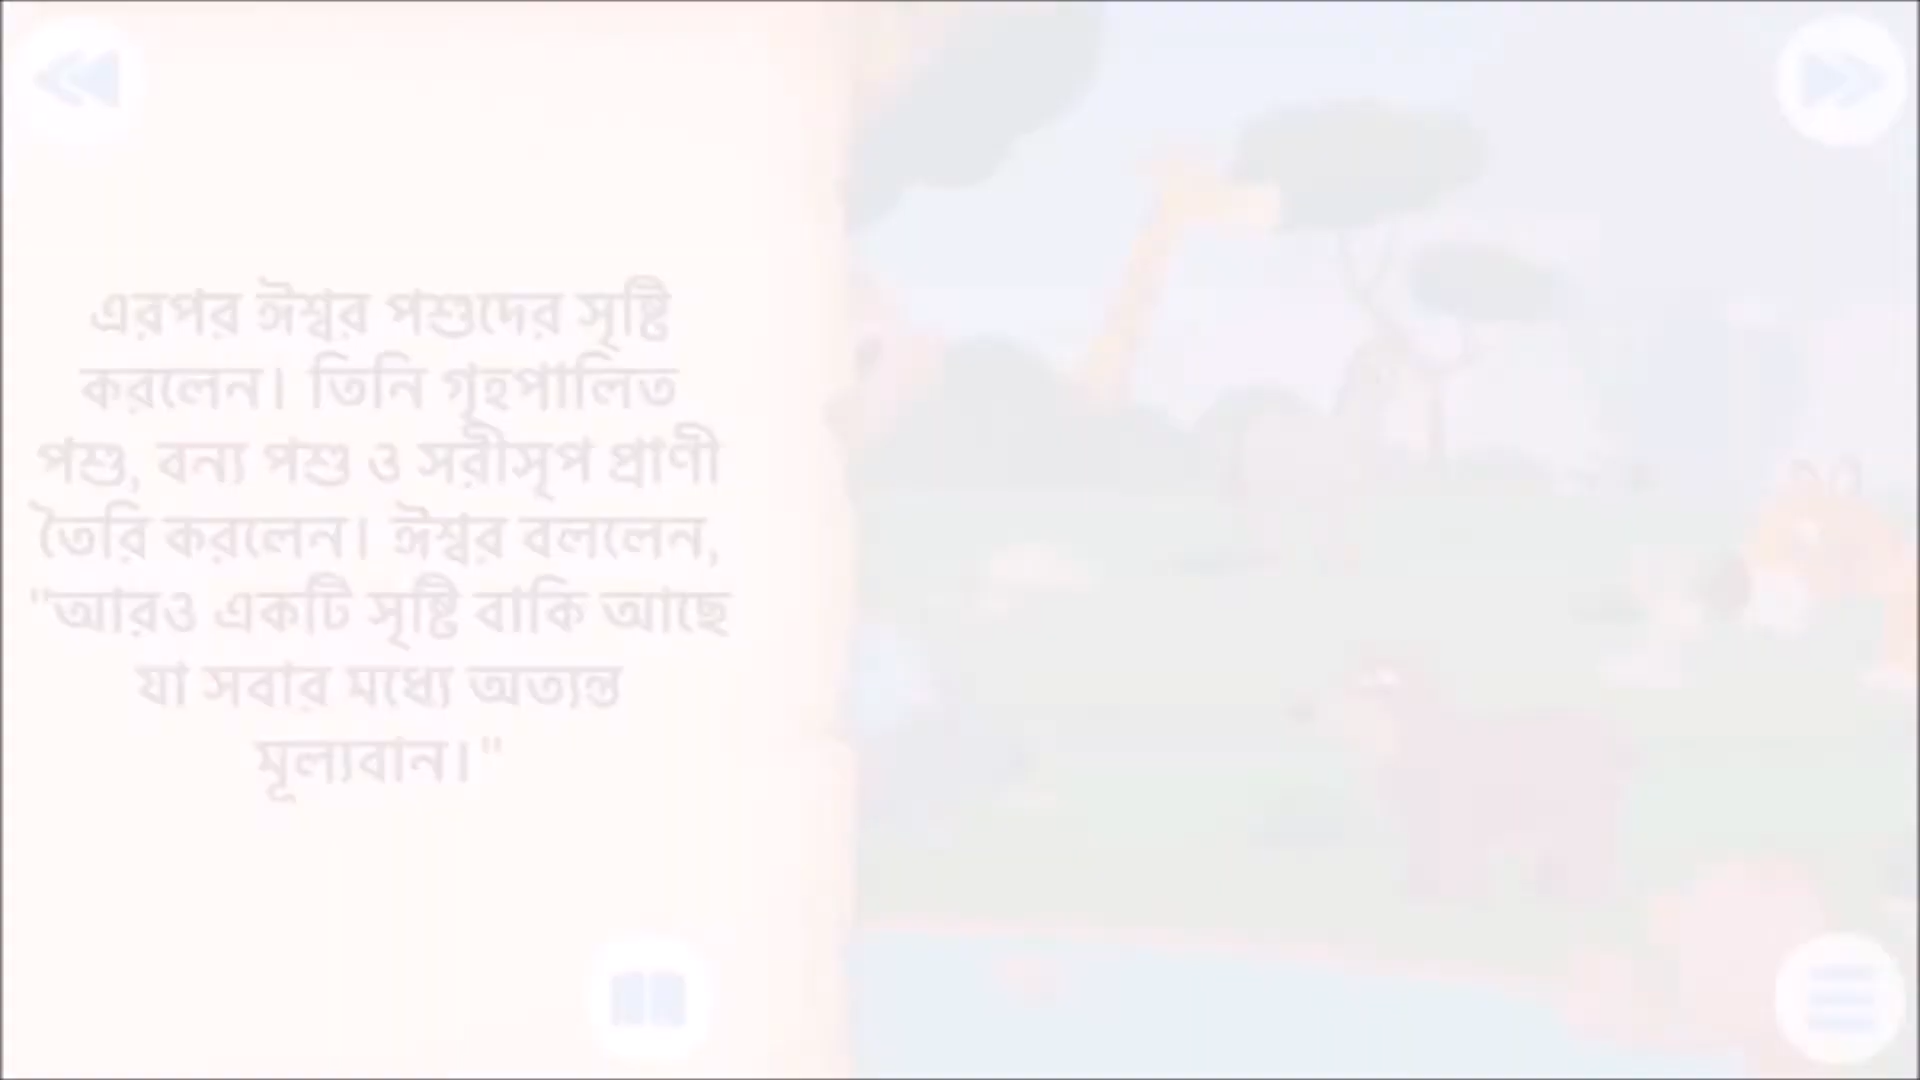 এরপর ঈশ্বর পশুদের সৃষ্টি
করলেন। তিনি গৃহপালিত
পশু, বন্য পশু ও সরীসৃপ প্রাণী
তৈরি করলেন। ঈশ্বর বললেন,
"আরও একটি সৃষ্টি বাকি আছে
যা সবার মধ্যে অত্যন্ত
মূল্যবান।"